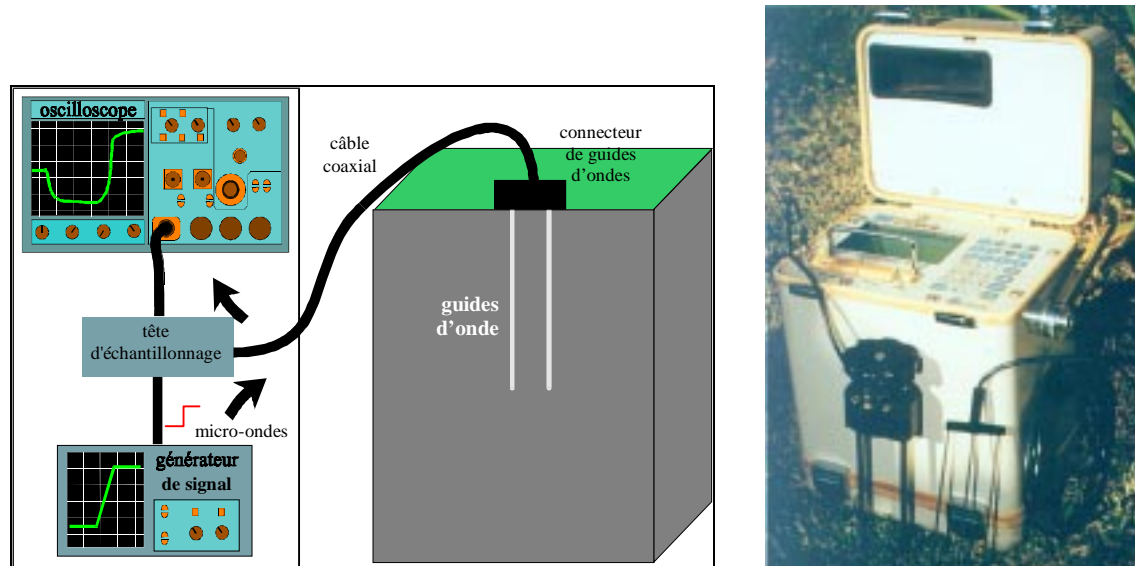 oscilloscope
câble
coaxial
connecteur
de guides
d'ondes
guides
d'onde
tête
d'échantillonnage
micro-ondes
générateur
de signal